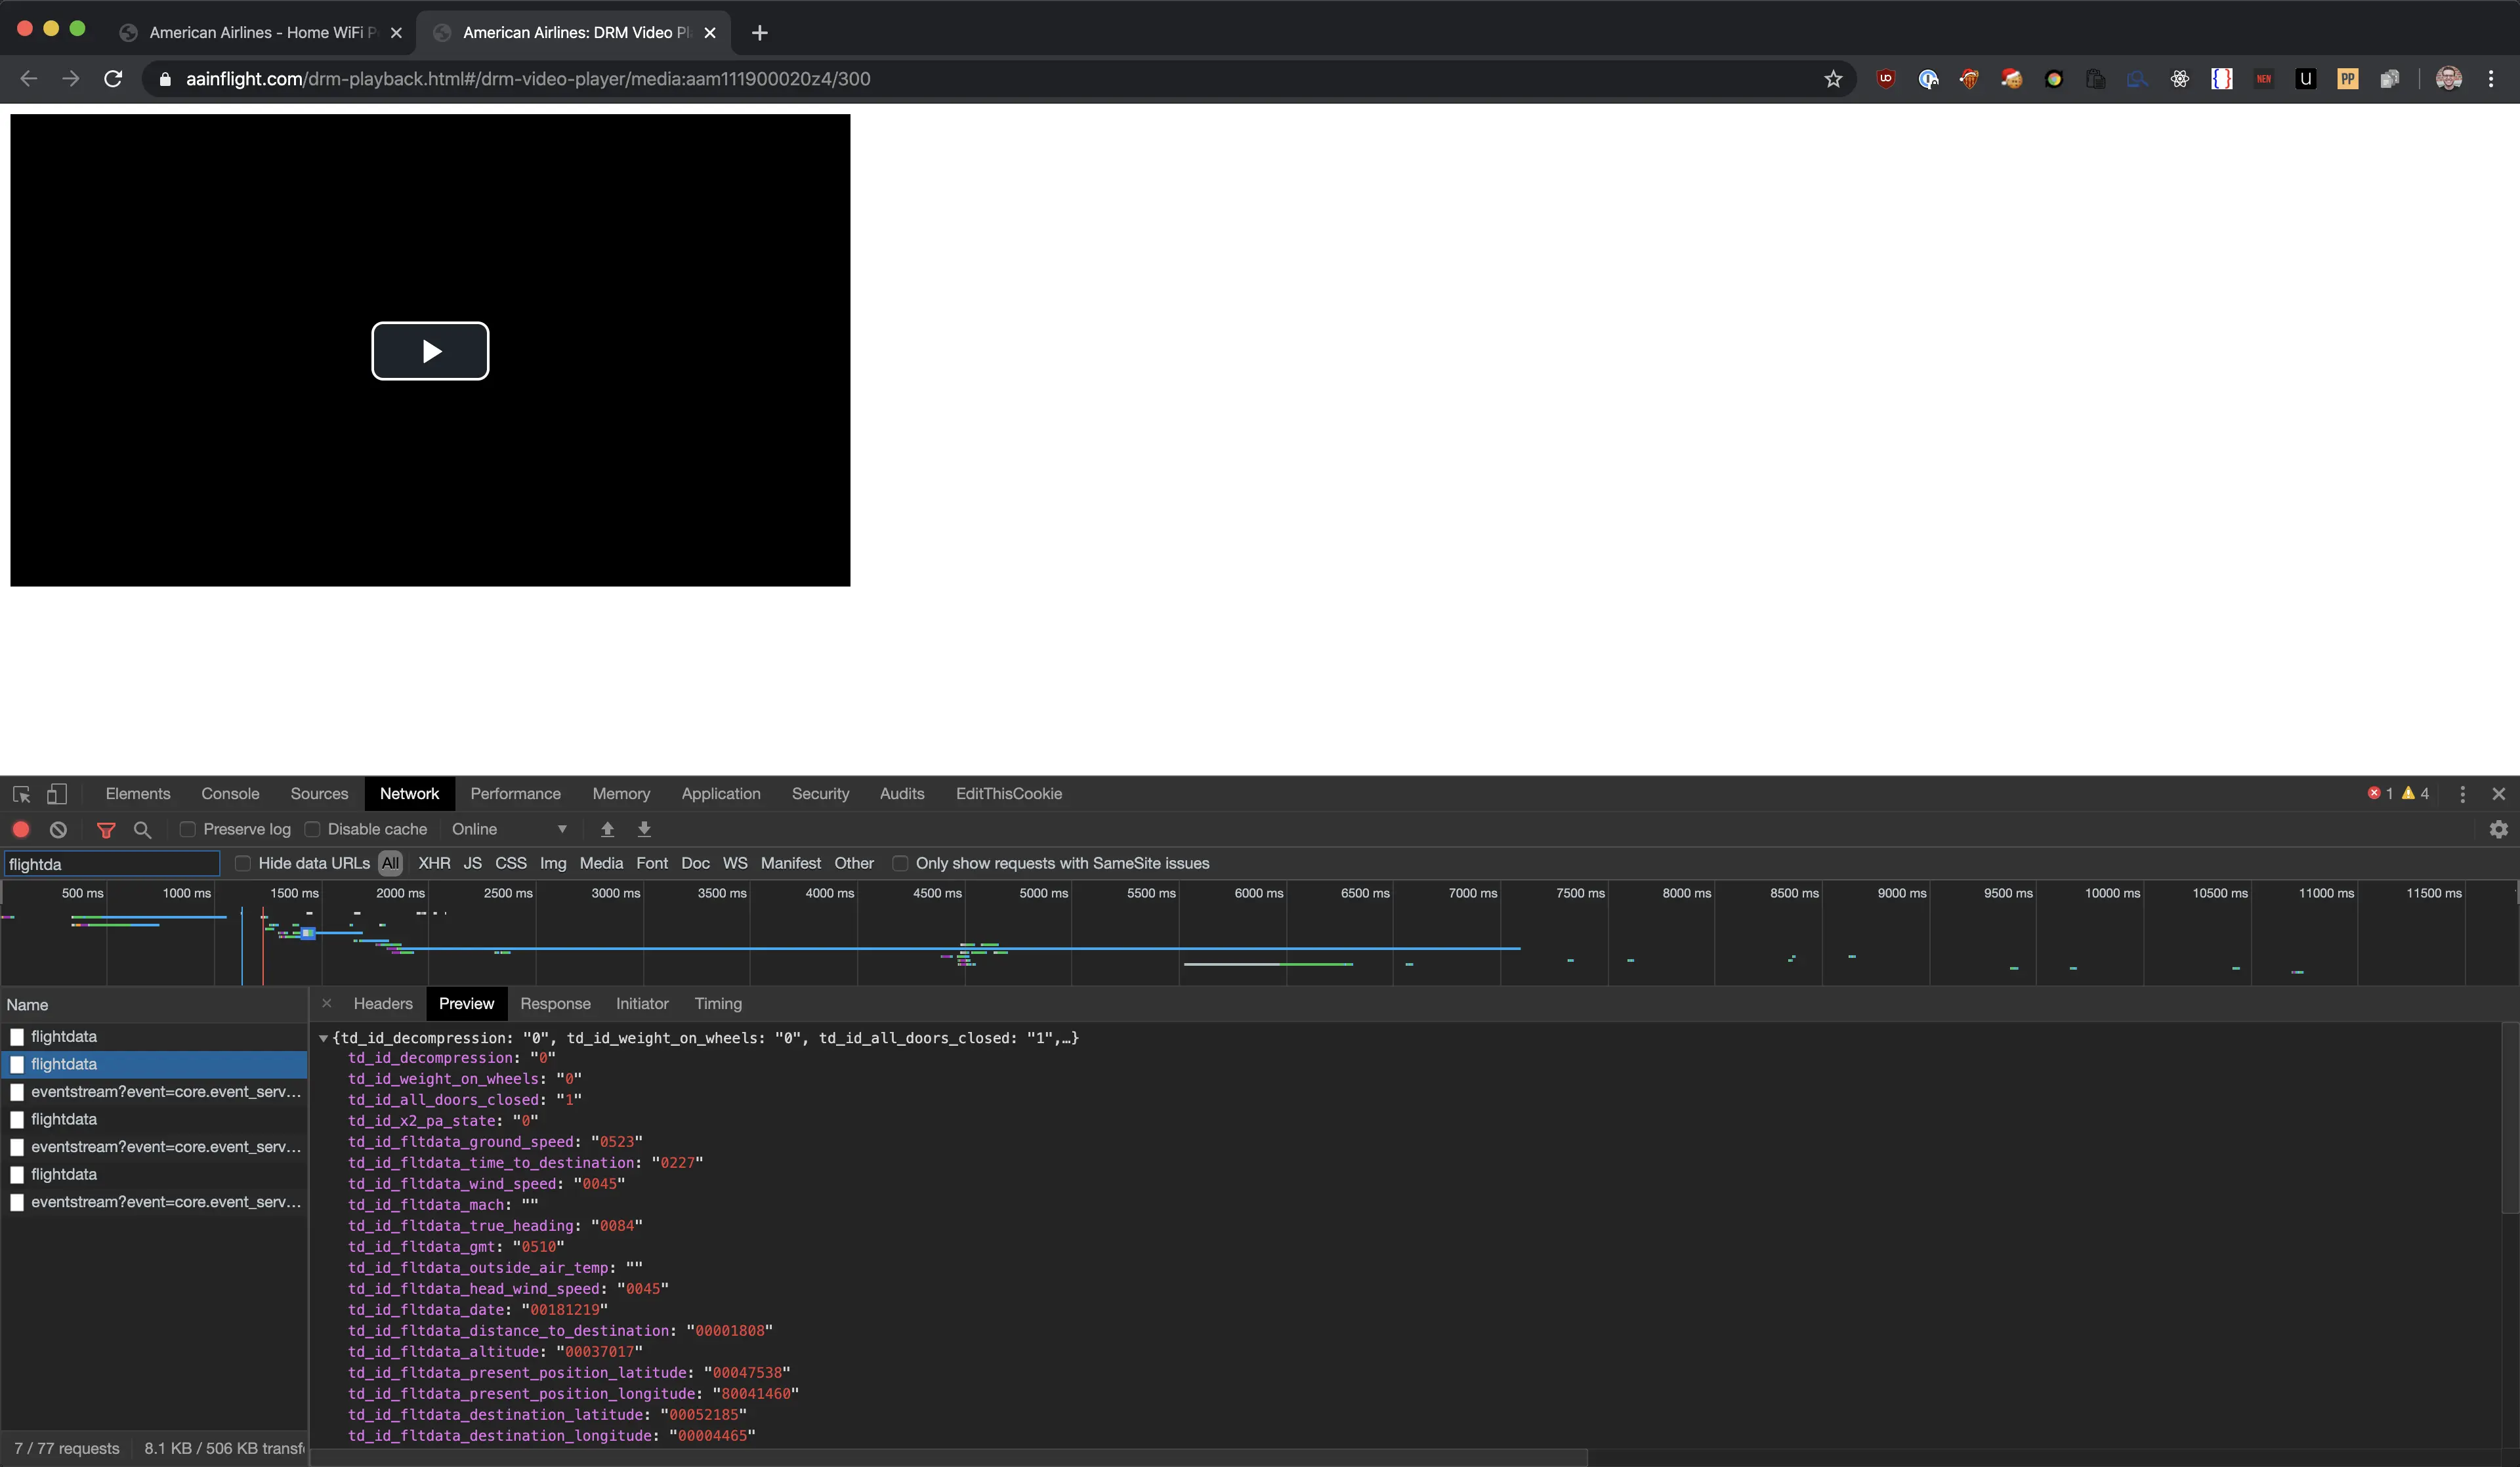 American Airlines - Home WiFi P
American Airlines: DRM Video Pl
aainflight.com/drm-playback.html#/drm-video-player/media:aam111900020z4/300
NEN
U
PP
Elements Console Sources Network Performance Memory Application Security Audits EditThisCookie 1 4
Preserve log Disable cache Online
flightda Hide data URLs All XHR JS CSS Img Media Font Doc WS Manifest Other Only show requests with SameSite issues
500 ms 1000 ms 1500 ms 2000 ms 2500 ms 3000 ms 3500 ms 4000 ms 4500 ms 5000 ms 5500 ms 6000 ms 6500 ms 7000 ms 7500 ms 8000 ms 8500 ms 9000 ms 9500 ms 10000 ms 10500 ms 11000 ms 11500 ms
Name
flightdata
flightdata
eventstream?event=core.event_serv...
flightdata
eventstream?event=core.event_serv...
flightdata
eventstream?event=core.event_serv...
7 / 77 requests 8.1 KB / 506 KB transfe
Headers Preview Response Initiator Timing
{td_id_decompression: "0", td_id_weight_on_wheels: "0", td_id_all_doors_closed: "1",…}
td_id_decompression: "0"
td_id_weight_on_wheels: "0"
td_id_all_doors_closed: "1"
td_id_x2_pa_state: "0"
td_id_fltdata_ground_speed: "0523"
td_id_fltdata_time_to_destination: "0227"
td_id_fltdata_wind_speed: "0045"
td_id_fltdata_mach: ""
td_id_fltdata_true_heading: "0084"
td_id_fltdata_gmt: "0510"
td_id_fltdata_outside_air_temp: ""
td_id_fltdata_head_wind_speed: "0045"
td_id_fltdata_date: "00181219"
td_id_fltdata_distance_to_destination: "00001808"
td_id_fltdata_altitude: "00037017"
td_id_fltdata_present_position_latitude: "00047538"
td_id_fltdata_present_position_longitude: "80041460"
td_id_fltdata_destination_latitude: "00052185"
td_id_fltdata_destination_longitude: "00004465"